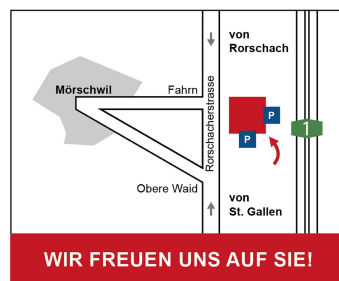 von
Rorschach
Mörschwil
Fahrn
Rorschacherstrasse
P
1
P
Obere Waid
von
St. Gallen
WIR FREUEN UNS AUF SIE!